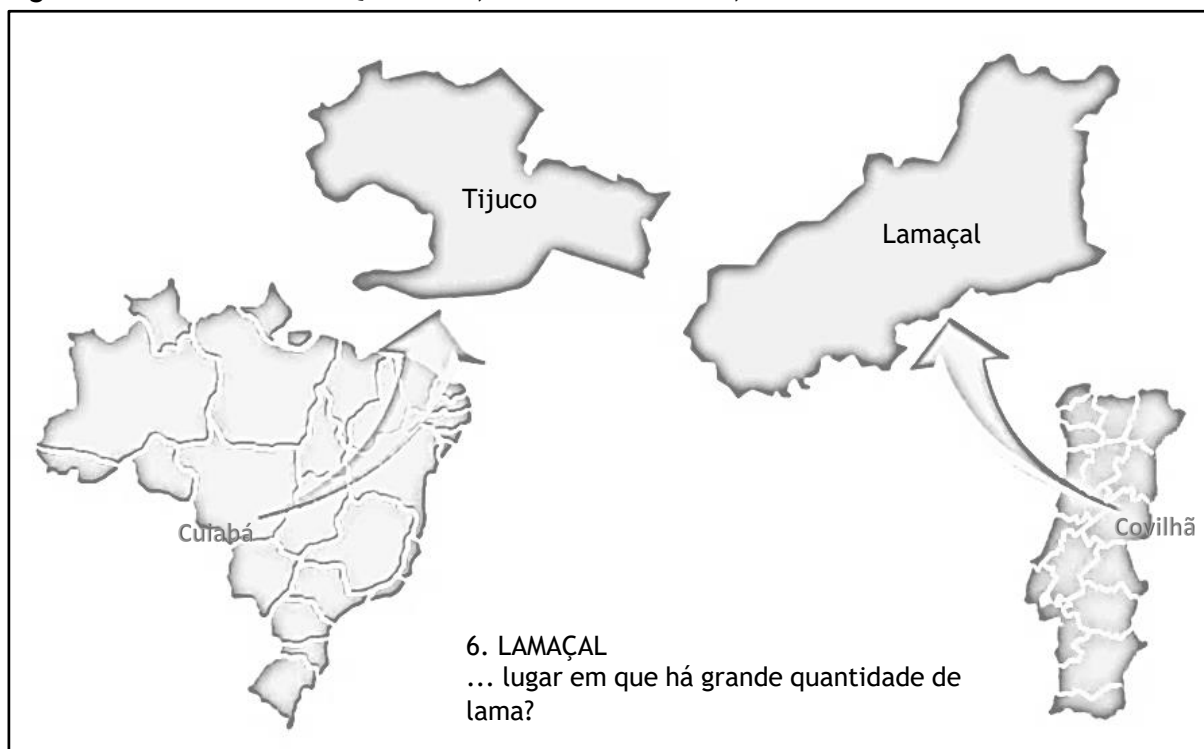 Tijuco
Lamaçal
Cuiabá
Covilhã
6. LAMAÇAL
... lugar em que há grande quantidade de
lama?